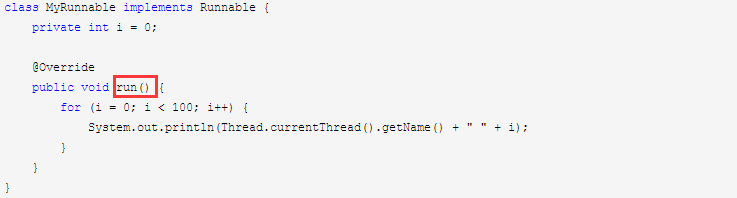 class MyRunnable implements Runnable {
    private int i = 0;

    @Override
    public void run() {
        for (i = 0; i < 100; i++) {
            System.out.println(Thread.currentThread().getName() + " " + i);
        }
    }
}